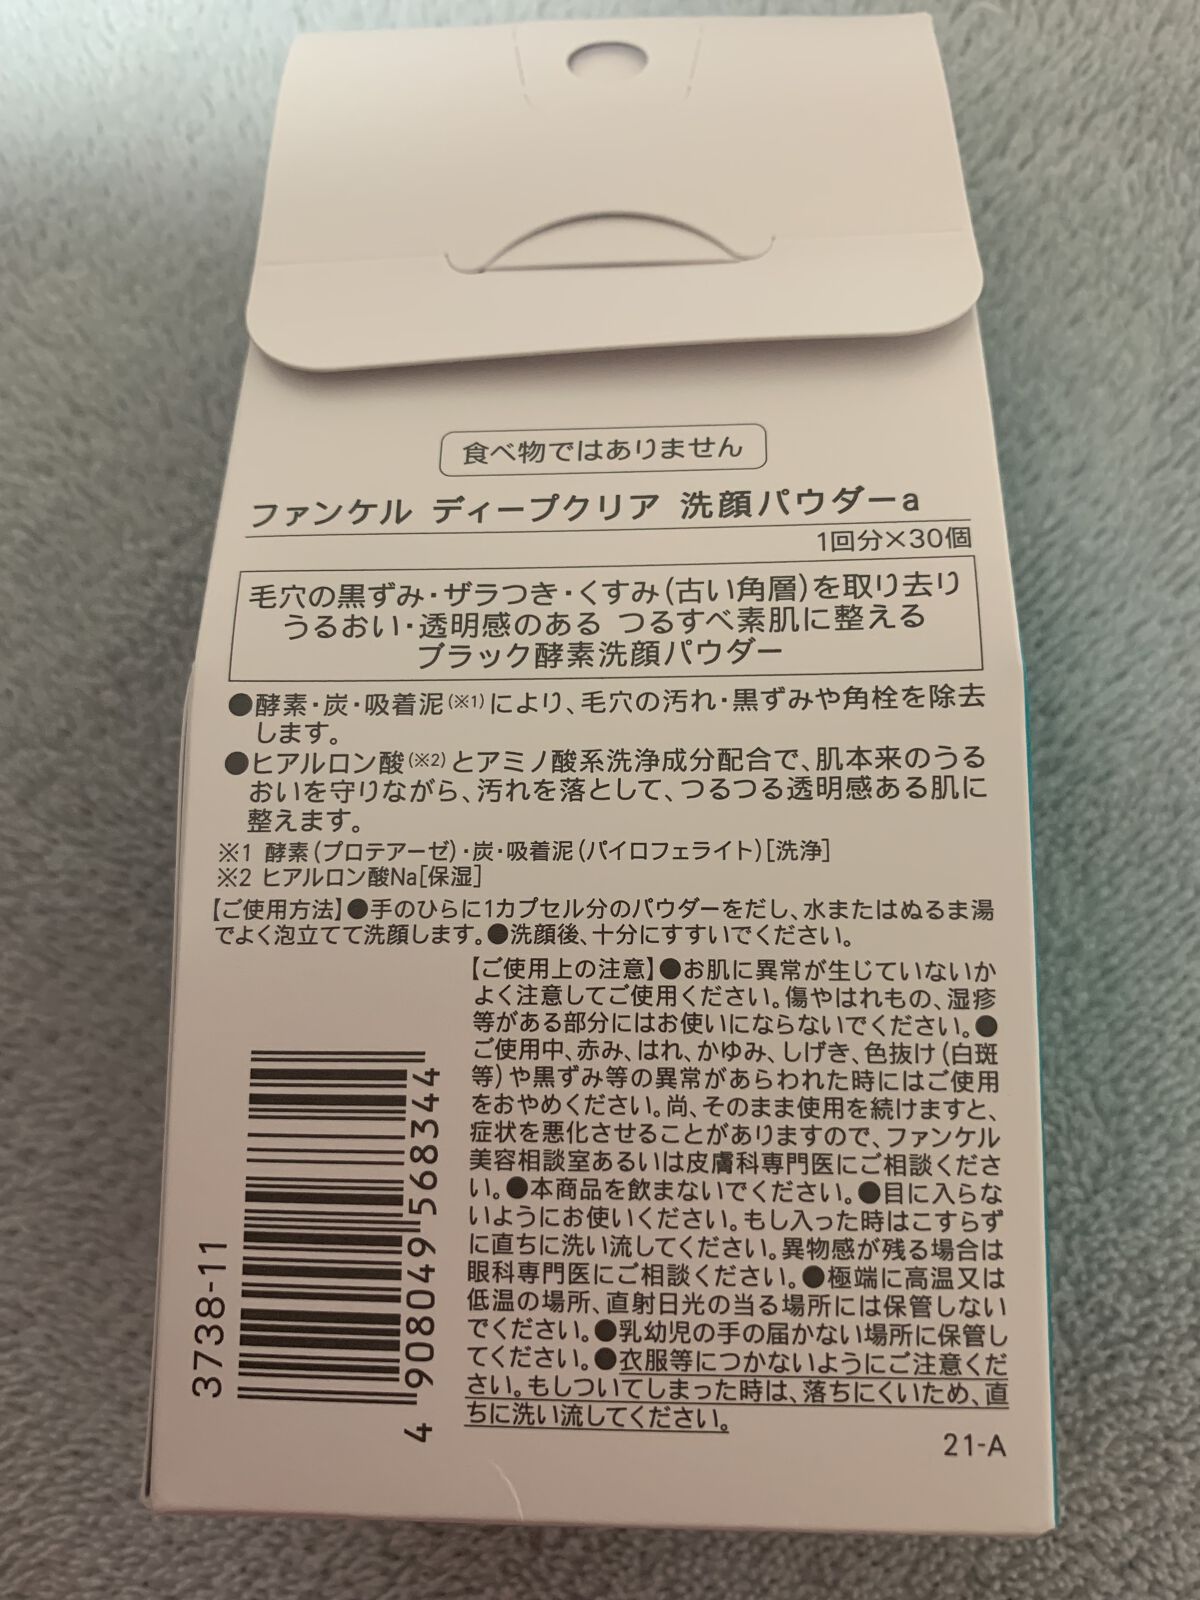 食べ物ではありません
ファンケル ディープクリア 洗顔パウダーa
1回分×30個
毛穴の黒ずみ・ザラつき・くすみ(古い角層)を取り去り
うるおい・透明感のある つるすべ素肌に整える
ブラック酵素洗顔パウダー
●酵素・炭・吸着泥(※1)により、毛穴の汚れ・黒ずみや角栓を除去
します。
●ヒアルロン酸(※2)とアミノ酸系洗浄成分配合で、肌本来のうる
おいを守りながら、汚れを落として、つるつる透明感ある肌に
整えます。
※1 酵素(プロテアーゼ)・炭・吸着泥(パイロフェライト)[洗浄]
※2 ヒアルロン酸Na[保湿]
【ご使用方法】●手のひらに1カプセル分のパウダーをだし、水またはぬるま湯
でよく泡立てて洗顔します。●洗顔後、十分にすすいでください。
【ご使用上の注意】●お肌に異常が生じていないか
よく注意してご使用ください。傷やはれもの、湿疹
等がある部分にはお使いにならないでください。●
ご使用中、赤み、はれ、かゆみ、しげき、色抜け(白斑
等)や黒ずみ等の異常があらわれた時にはご使用
をおやめください。尚、そのまま使用を続けますと、
症状を悪化させることがありますので、ファンケル
美容相談室あるいは皮膚科専門医にご相談くださ
い。●本商品を飲まないでください。●目に入らな
いようにお使いください。もし入った時はこすらず
に直ちに洗い流してください。異物感が残る場合は
眼科専門医にご相談ください。●極端に高温又は
低温の場所、直射日光の当る場所には保管しない
でください。●乳幼児の手の届かない場所に保管し
てください。●衣服等につかないようにご注意くだ
さい。もしついてしまった時は、落ちにくいため、直
ちに洗い流してください。
3738-11
4 908049 568344
21-A